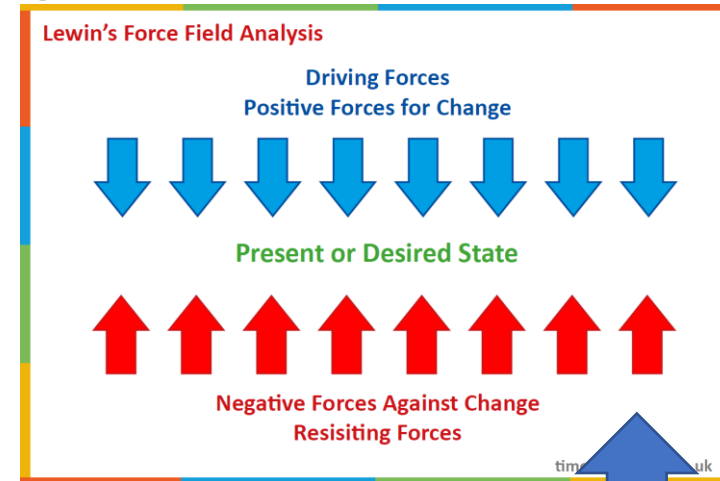 Lewin's Force Field Analysis
Driving Forces
Positive Forces for Change
Present or Desired State
Negative Forces Against Change
Resisiting Forces
uk